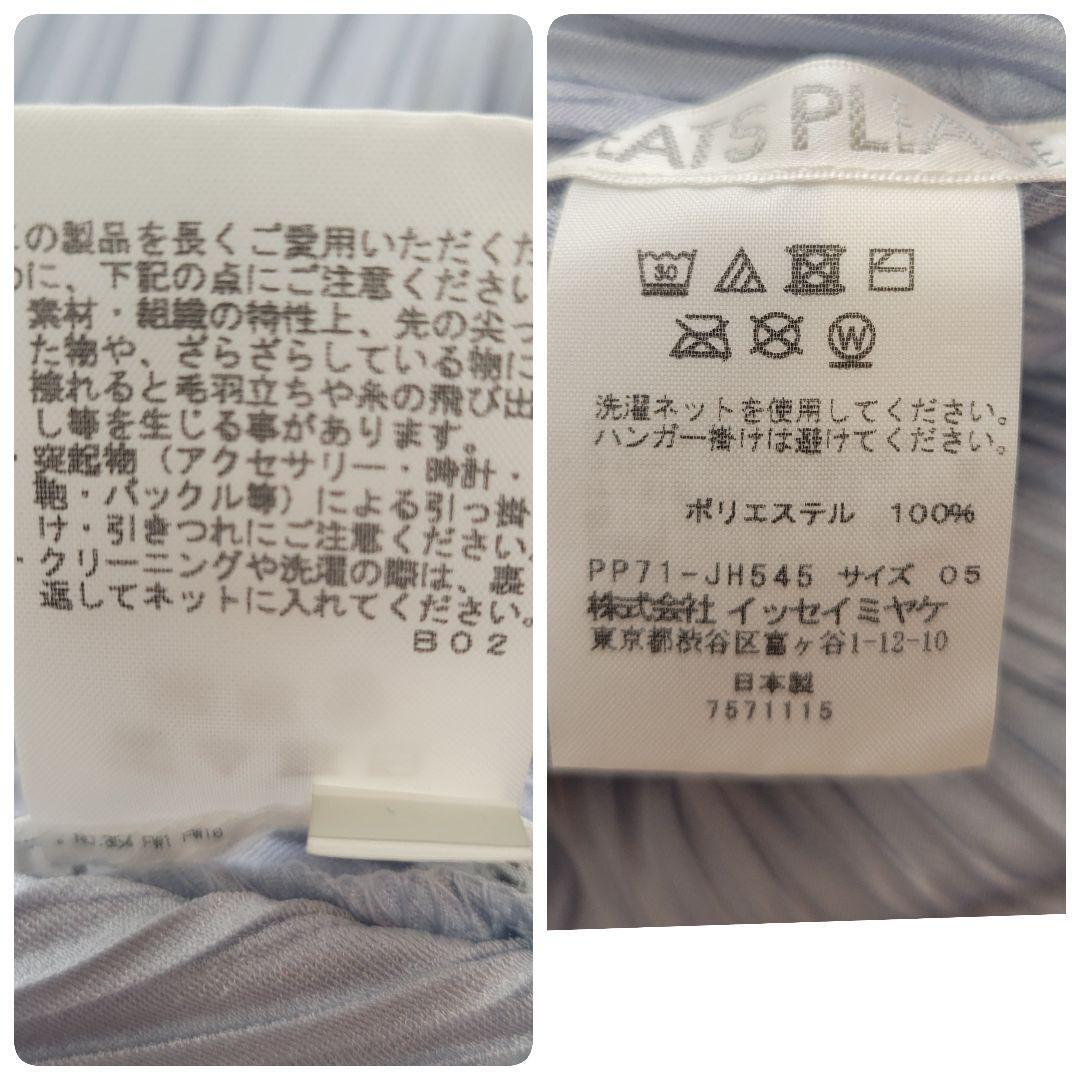 の製品を長くご愛用いただくた
めに、下記の点にご注意ください
素材・組織の特性上、先の尖っ
た物や、ざらざらしている物に
擦れると毛羽立ちや糸の飛び出
し等を生じる事があります。
・突起物（アクセサリー・時計・
鞄・バックル等）による引っ掛
け・引きつれにご注意ください。
・クリーニングや洗濯の際は、裏
返してネットに入れてください。
B02
EATS PLEATS
30
W
洗濯ネットを使用してください。
ハンガー掛けは避けてください。
ポリエステル 100%
PP71-JH545 サイズ 05
株式会社 イッセイミヤケ
東京都渋谷区富ヶ谷1-12-10
日本製
7571115